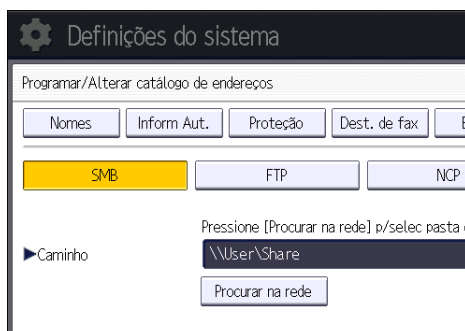 Definições do sistema
Programar/Alterar catálogo de endereços
Nomes Inform Aut. Proteção Dest. de fax E
SMB FTP NCP
Pressione [Procurar na rede] p/selec pasta
▶Caminho \\User\Share
Procurar na rede